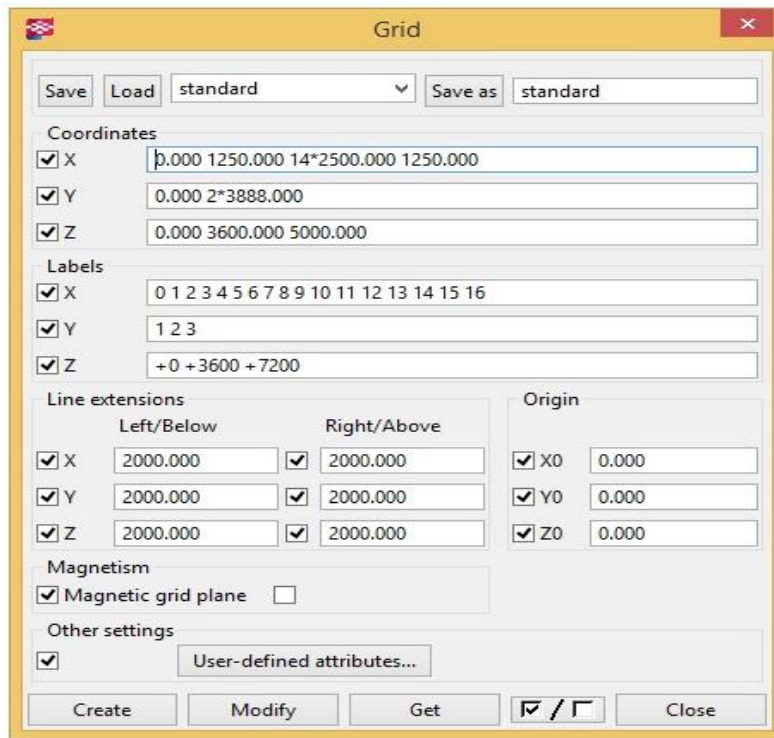 Grid
Save Load standard Save as standard
Coordinates
X 0.000 1250.000 14*2500.000 1250.000
Y 0.000 2*3888.000
Z 0.000 3600.000 5000.000
Labels
X 0 1 2 3 4 5 6 7 8 9 10 11 12 13 14 15 16
Y 1 2 3
Z +0 +3600 +7200
Line extensions Origin
Left/Below Right/Above
X 2000.000 2000.000 X0 0.000
Y 2000.000 2000.000 Y0 0.000
Z 2000.000 2000.000 Z0 0.000
Magnetism
Magnetic grid plane
Other settings
User-defined attributes...
Create Modify Get / Close